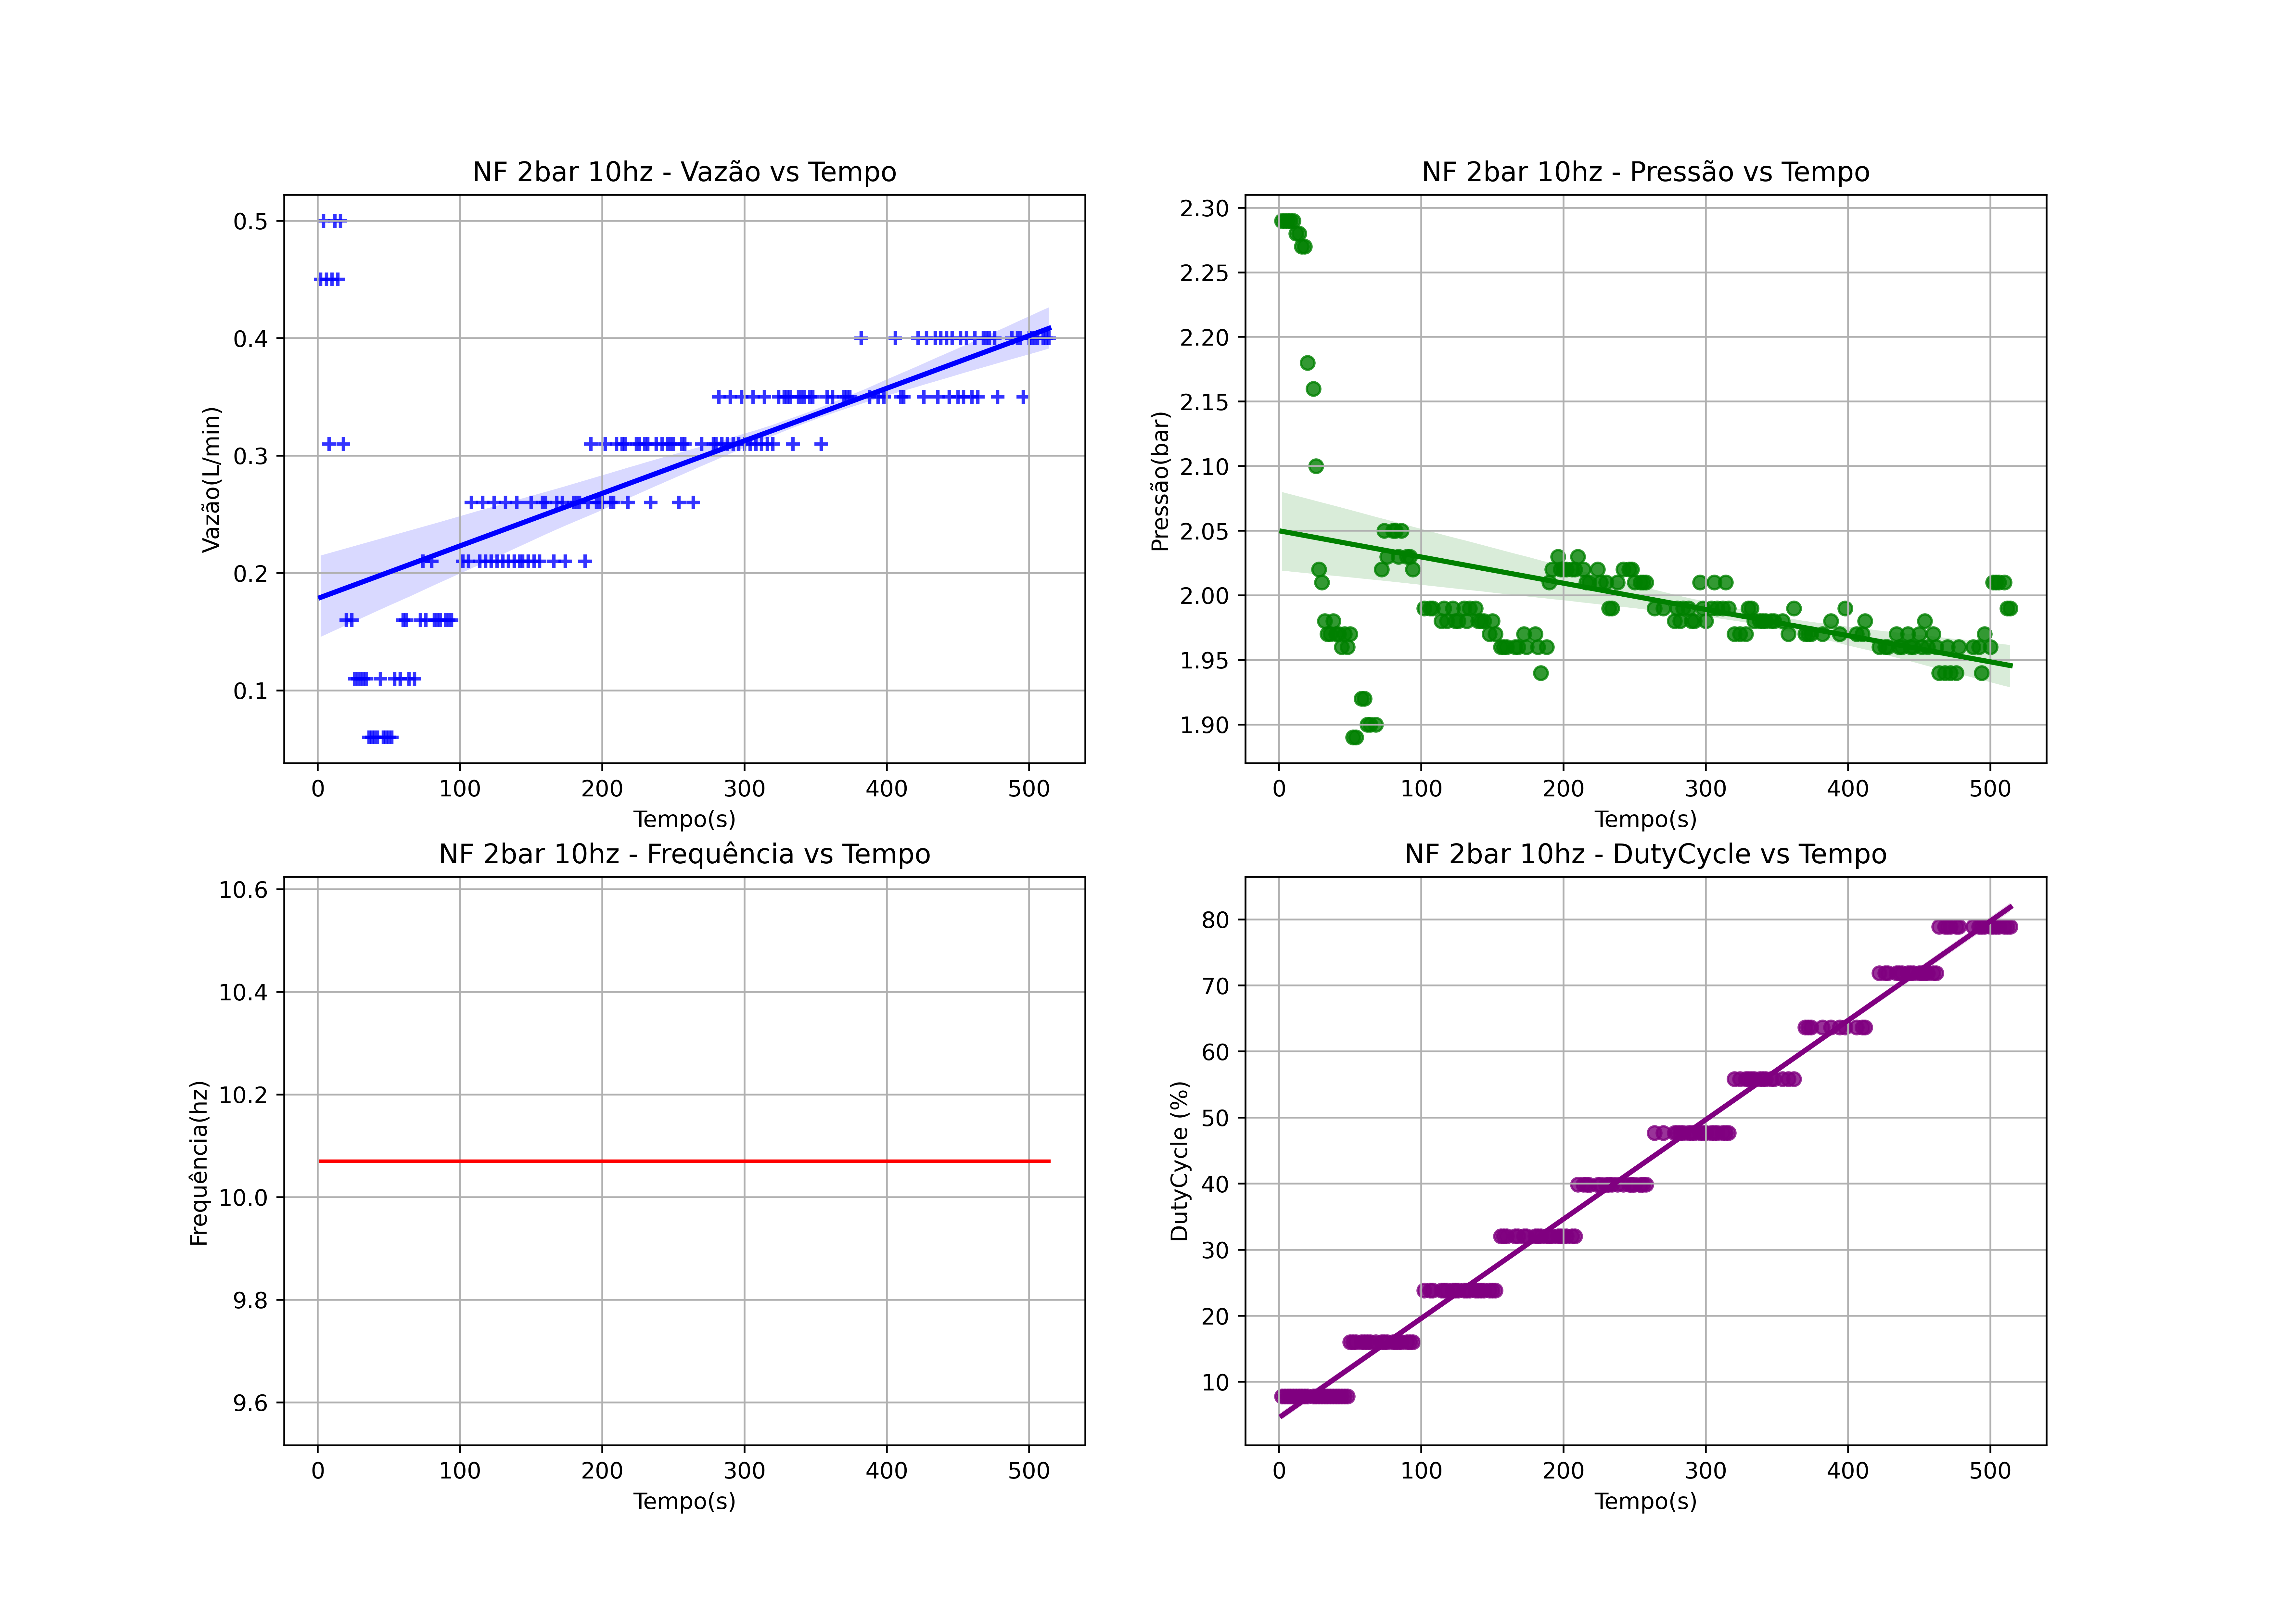 NF 2bar 10hz - Vazão vs Tempo
Vazão(L/min)
0.5
0.4
0.3
0.2
0.1
0 100 200 300 400 500
Tempo(s)
NF 2bar 10hz - Pressão vs Tempo
Pressão(bar)
2.30
2.25
2.20
2.15
2.10
2.05
2.00
1.95
1.90
0 100 200 300 400 500
Tempo(s)
NF 2bar 10hz - Frequência vs Tempo
Frequência(hz)
10.6
10.4
10.2
10.0
9.8
9.6
0 100 200 300 400 500
Tempo(s)
NF 2bar 10hz - DutyCycle vs Tempo
DutyCycle (%)
80
70
60
50
40
30
20
10
0 100 200 300 400 500
Tempo(s)